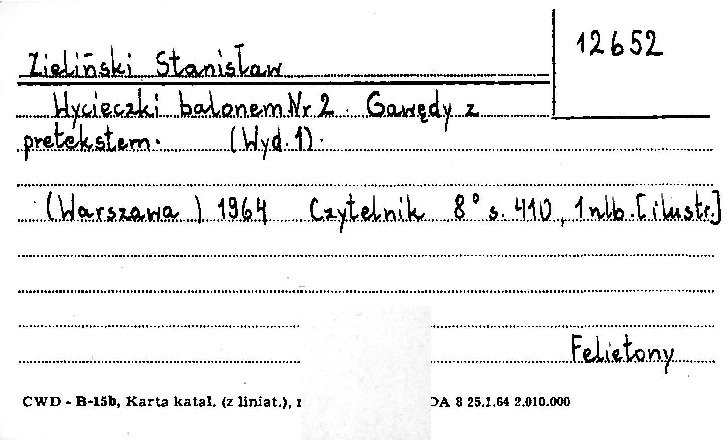 12652
Zieliński Stanisław
Wycieczki balonem Nr 2. Gawędy z
pretekstem. (Wyd. 1).
(Warszawa) 1964 Czytelnik 8° s. 410, 1 nlb. [ilustr.]
Felietony
CWD - B-15b, Karta katal. (z liniat.), DA 8 25.1.64 2.010.000